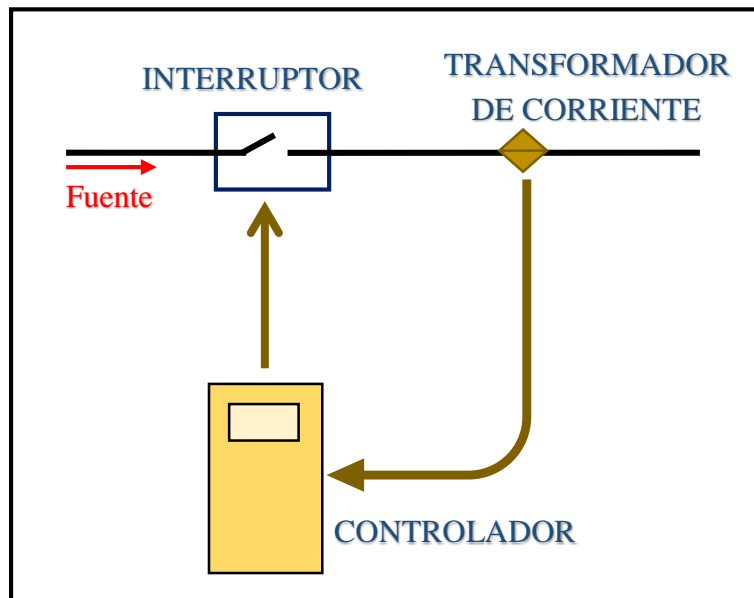 INTERRUPTOR
TRANSFORMADOR
DE CORRIENTE
Fuente
CONTROLADOR